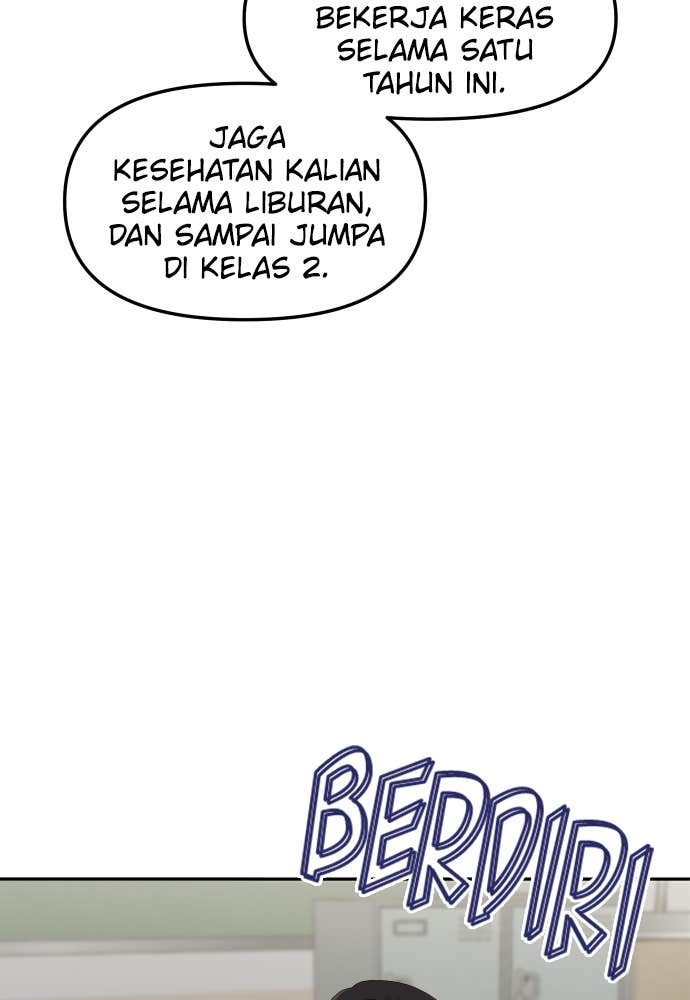 BEKERJA KERAS
SELAMA SATU
TAHUN INI.
JAGA
KESEHATAN KALIAN
SELAMA LIBURAN,
DAN SAMPAI JUMPA
DI KELAS 2.
BERDIRI